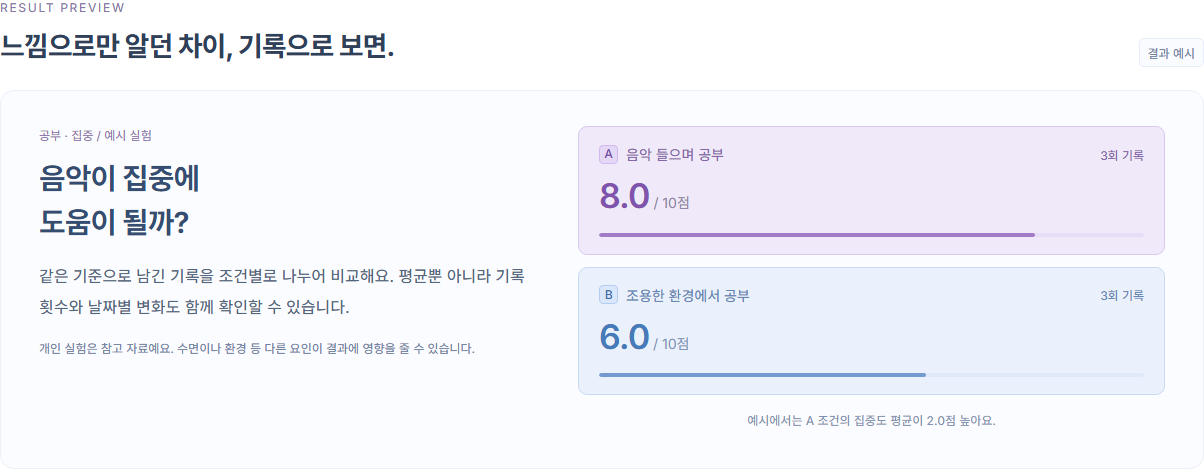 RESULT PREVIEW
느낌으로만 알던 차이, 기록으로 보면.
결과 예시
공부 · 집중 / 예시 실험
음악이 집중에
도움이 될까?
같은 기준으로 남긴 기록을 조건별로 나누어 비교해요. 평균뿐 아니라 기록
횟수와 날짜별 변화도 함께 확인할 수 있습니다.
개인 실험은 참고 자료예요. 수면이나 환경 등 다른 요인이 결과에 영향을 줄 수 있습니다.
A 음악 들으며 공부 3회 기록
8.0 / 10점
B 조용한 환경에서 공부 3회 기록
6.0 / 10점
예시에서는 A 조건의 집중도 평균이 2.0점 높아요.